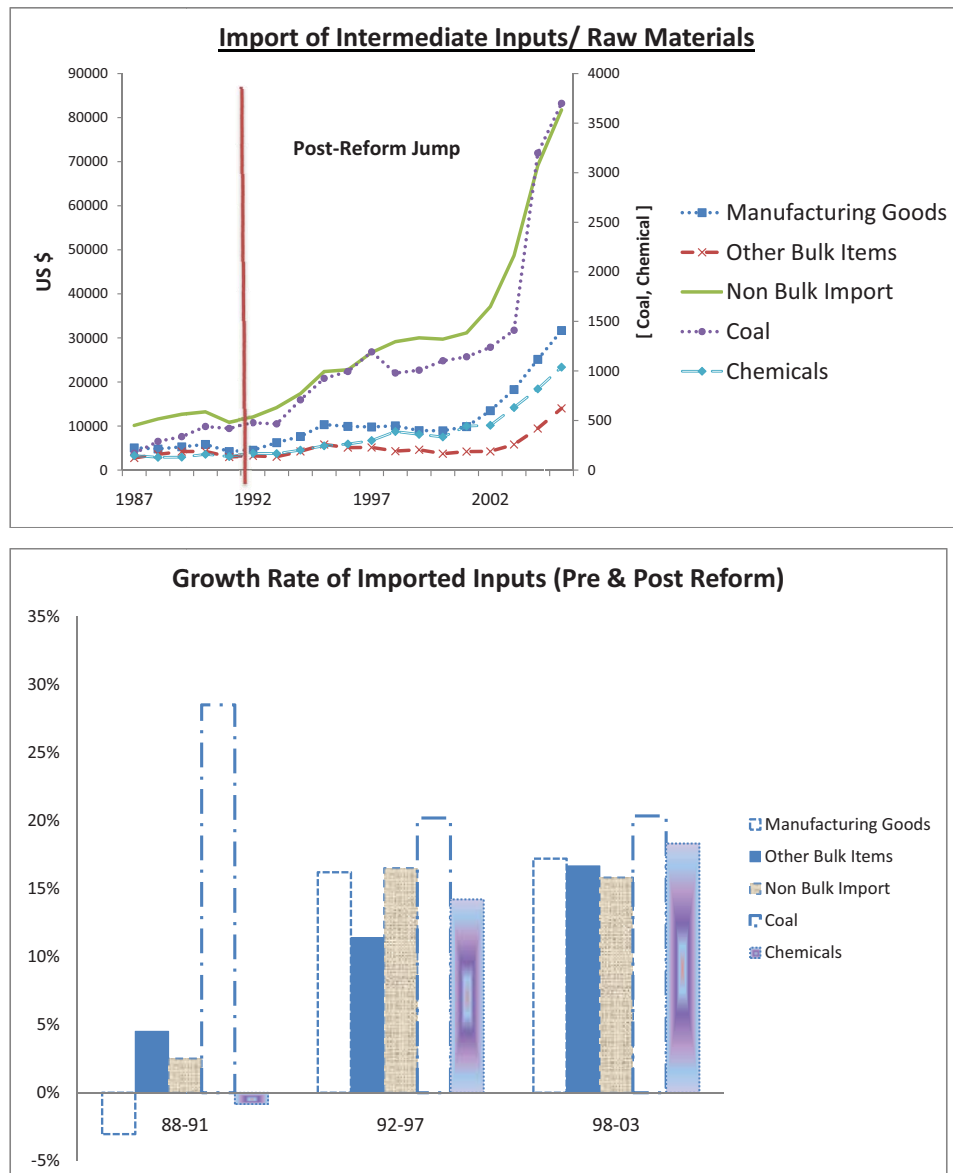 Import of Intermediate Inputs/ Raw Materials
90000
80000
70000
60000
50000
40000
30000
20000
10000
0
US $
Post-Reform Jump
4000
3500
3000
2500
2000
1500
1000
500
0
[ Coal, Chemical ]
1987
1992
1997
2002
Manufacturing Goods
Other Bulk Items
Non Bulk Import
Coal
Chemicals
Growth Rate of Imported Inputs (Pre & Post Reform)
35%
30%
25%
20%
15%
10%
5%
0%
-5%
88-91
92-97
98-03
Manufacturing Goods
Other Bulk Items
Non Bulk Import
Coal
Chemicals